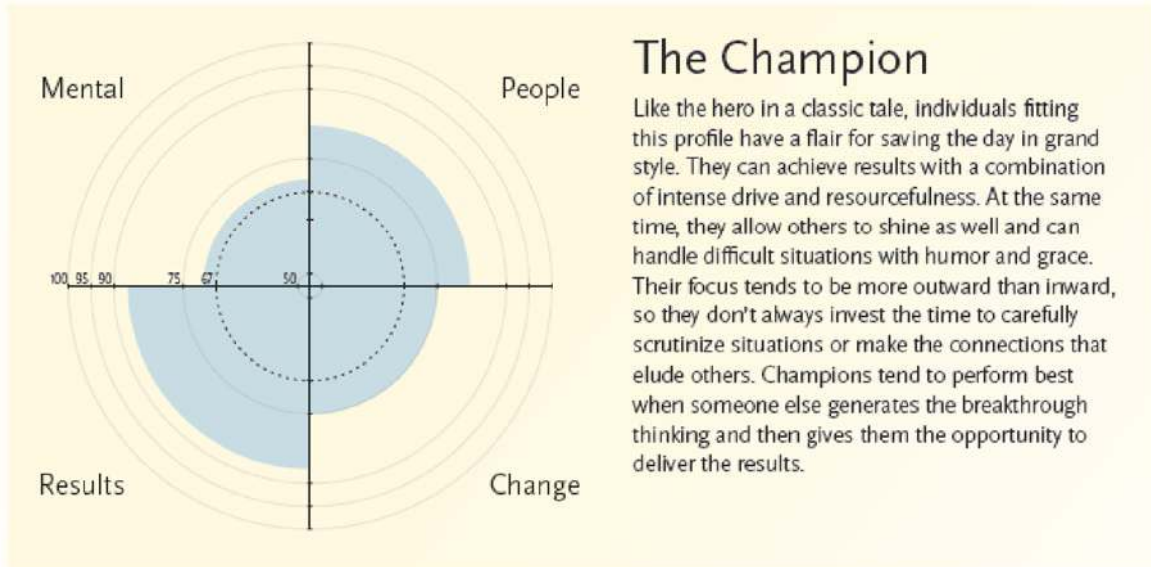 Mental
People
100 95 90 75 67 50
Results
Change
The Champion
Like the hero in a classic tale, individuals fitting
this profile have a flair for saving the day in grand
style. They can achieve results with a combination
of intense drive and resourcefulness. At the same
time, they allow others to shine as well and can
handle difficult situations with humor and grace.
Their focus tends to be more outward than inward,
so they don't always invest the time to carefully
scrutinize situations or make the connections that
elude others. Champions tend to perform best
when someone else generates the breakthrough
thinking and then gives them the opportunity to
deliver the results.